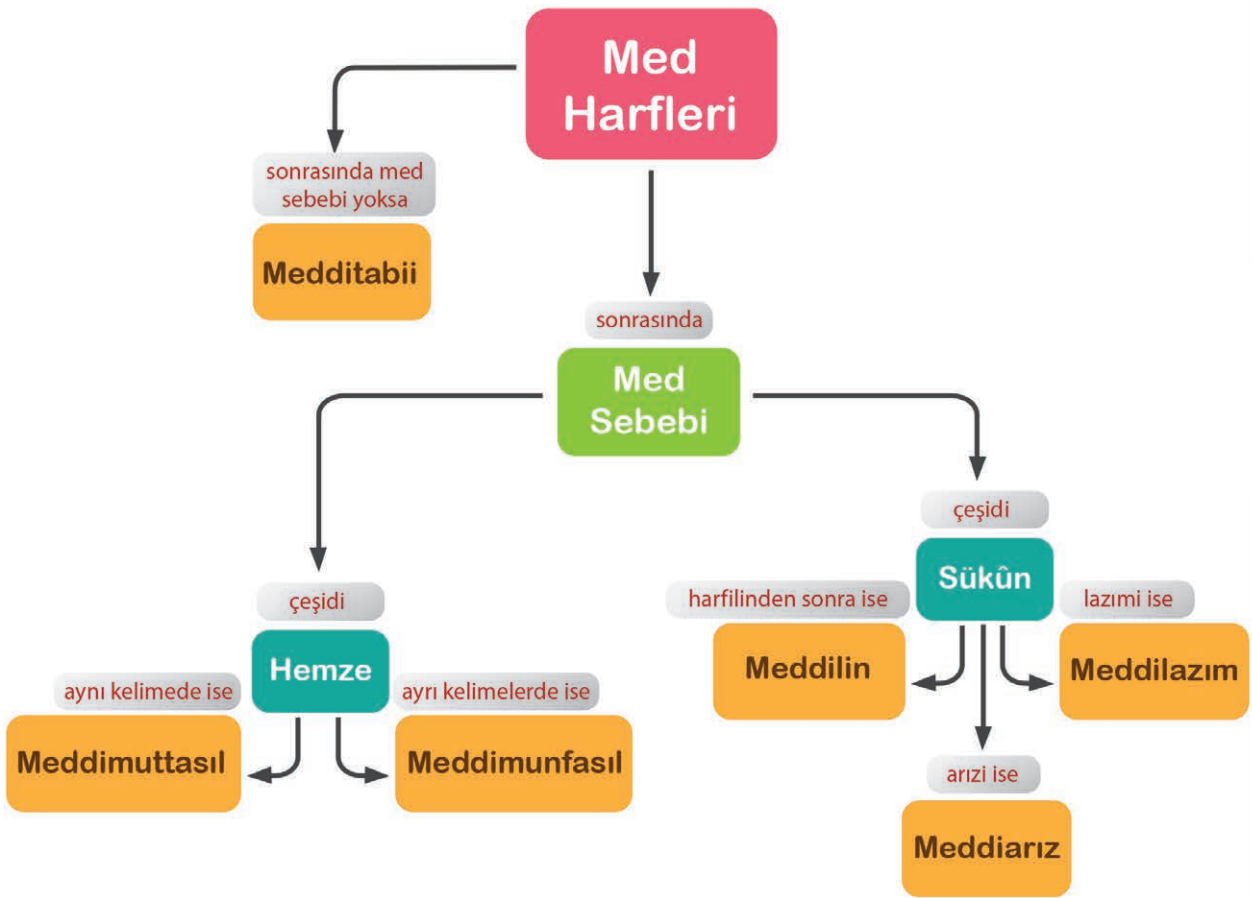 Med
Harfleri
sonrasında med
sebebi yoksa
Medditabii
sonrasında
Med
Sebebi
çeşidi
Hemze
aynı kelimede ise
Meddimuttasıl
ayrı kelimelerde ise
Meddimunfasıl
çeşidi
Sükûn
harfilinden sonra ise
Meddilin
lazımi ise
Meddilazım
arızi ise
Meddiarız